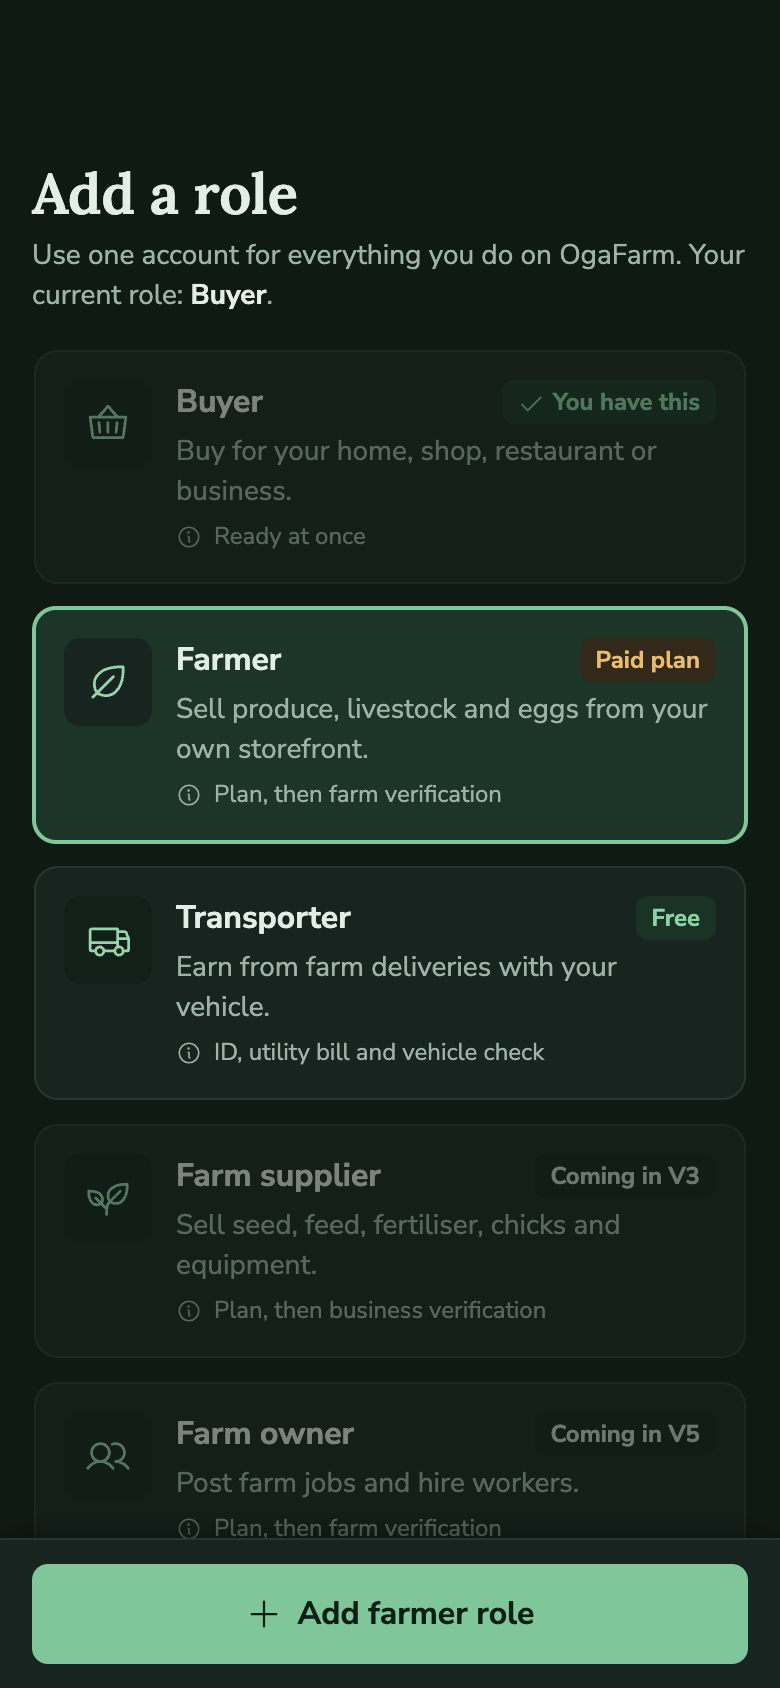 Add a role
Use one account for everything you do on OgaFarm. Your
current role: Buyer.
Buyer
You have this
Buy for your home, shop, restaurant or
business.
Ready at once
Farmer
Paid plan
Sell produce, livestock and eggs from your
own storefront.
Plan, then farm verification
Transporter
Free
Earn from farm deliveries with your
vehicle.
ID, utility bill and vehicle check
Farm supplier
Coming in V3
Sell seed, feed, fertiliser, chicks and
equipment.
Plan, then business verification
Farm owner
Coming in V5
Post farm jobs and hire workers.
Plan, then farm verification
Add farmer role